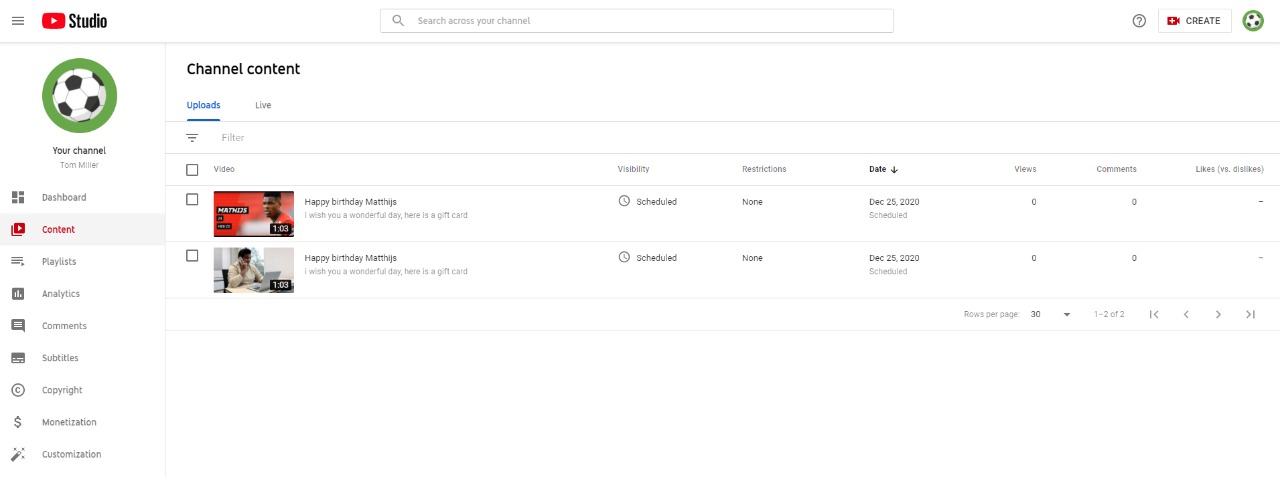 Studio
Search across your channel
CREATE
Channel content
Uploads
Live
Filter
Your channel
Tom Miller
Dashboard
Content
Playlists
Analytics
Comments
Subtitles
Copyright
Monetization
Customization
Video
Visibility
Restrictions
Date
Views
Comments
Likes (vs. dislikes)
MATHIJS
1:03
Happy birthday Matthijs
i wish you a wonderful day, here is a gift card
Scheduled
None
Dec 25, 2020
Scheduled
0
0
–
1:03
Happy birthday Matthijs
i wish you a wonderful day, here is a gift card
Scheduled
None
Dec 25, 2020
Scheduled
0
0
–
Rows per page:
30
1–2 of 2